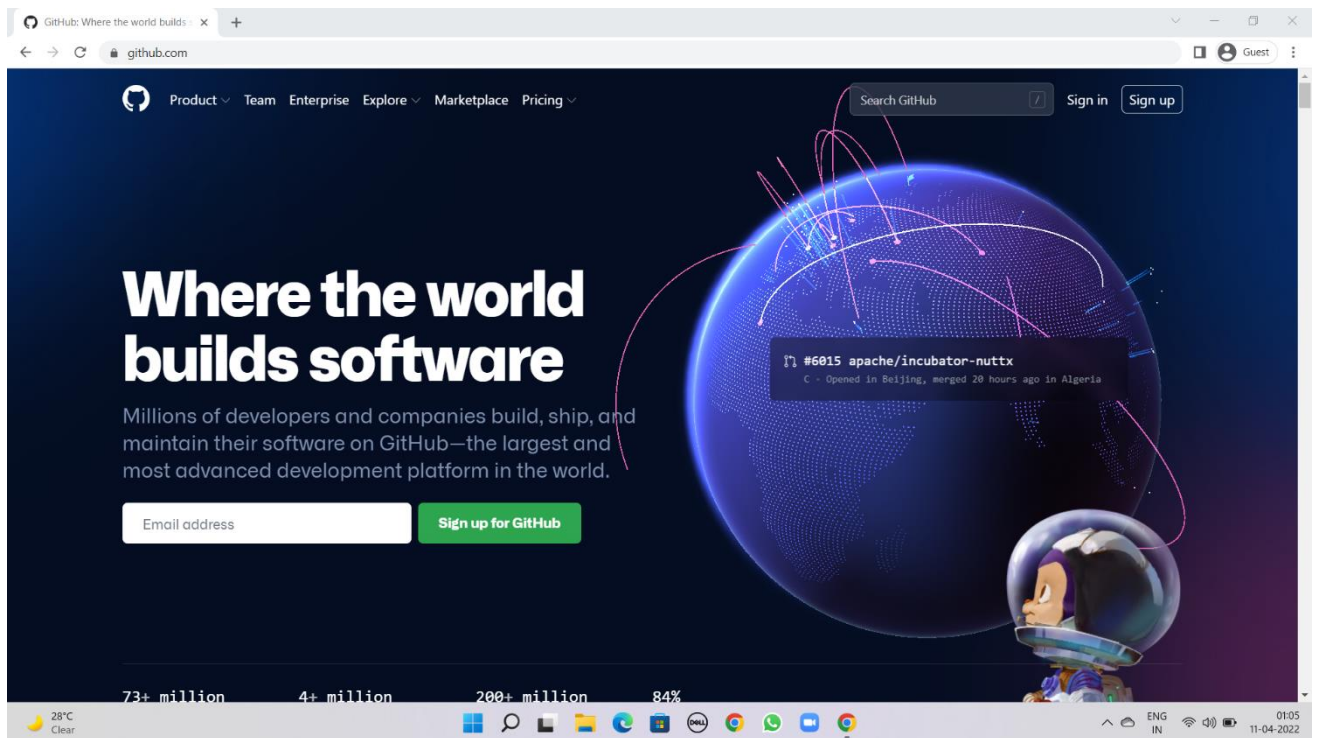 GitHub: Where the world builds s
github.com
Guest
Product Team Enterprise Explore Marketplace Pricing
Search GitHub /
Sign in
Sign up
Where the world
builds software
Millions of developers and companies build, ship, and
maintain their software on GitHub—the largest and
most advanced development platform in the world.
Email address
Sign up for GitHub
#6015 apache/incubator-nuttx
C - Opened in Beijing, merged 20 hours ago in Algeria
73+ million 4+ million 200+ million 84%
28°C
Clear
DELL
ENG
IN
01:05
11-04-2022